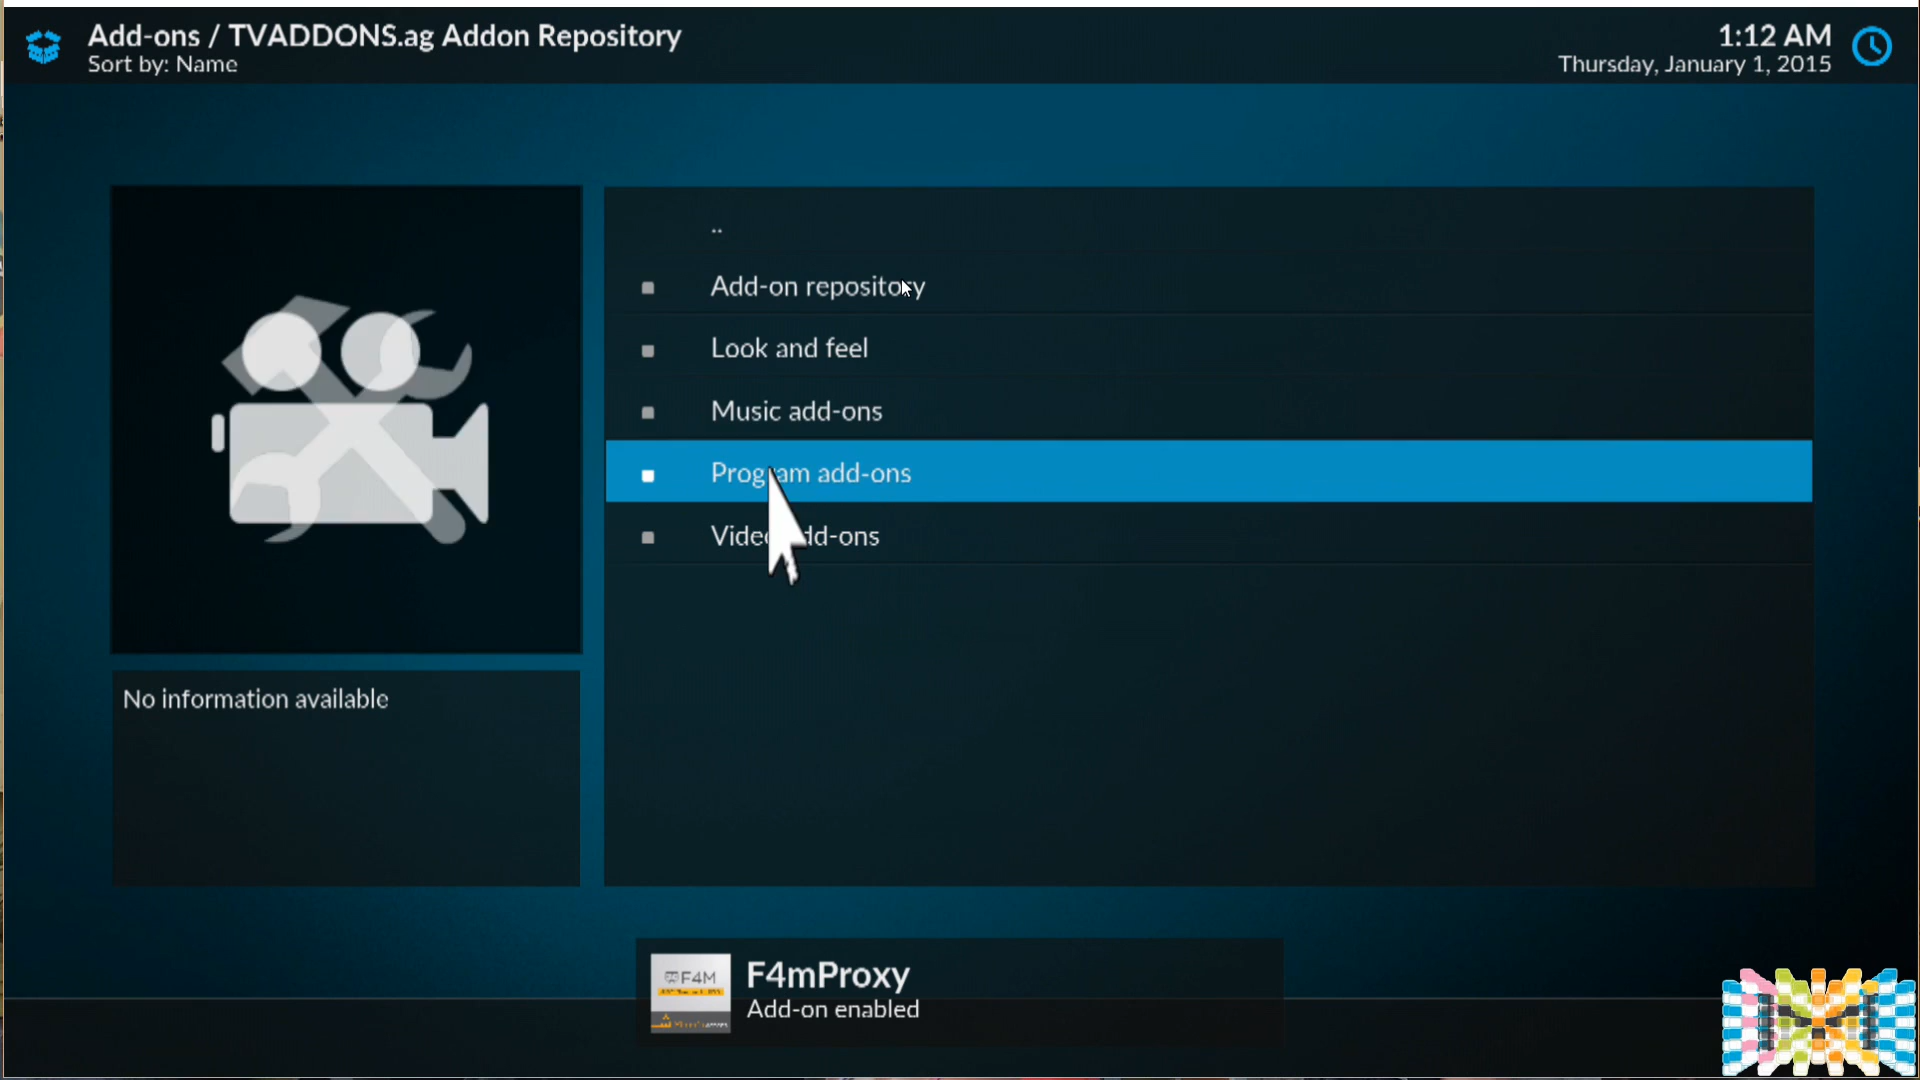 Add-ons / TVADDONS.ag Addon Repository
Sort by: Name
1:12 AM
Thursday, January 1, 2015
..
Add-on repository
Look and feel
Music add-ons
Program add-ons
Video add-ons
No information available
F4M
F4mProxy
Add-on enabled